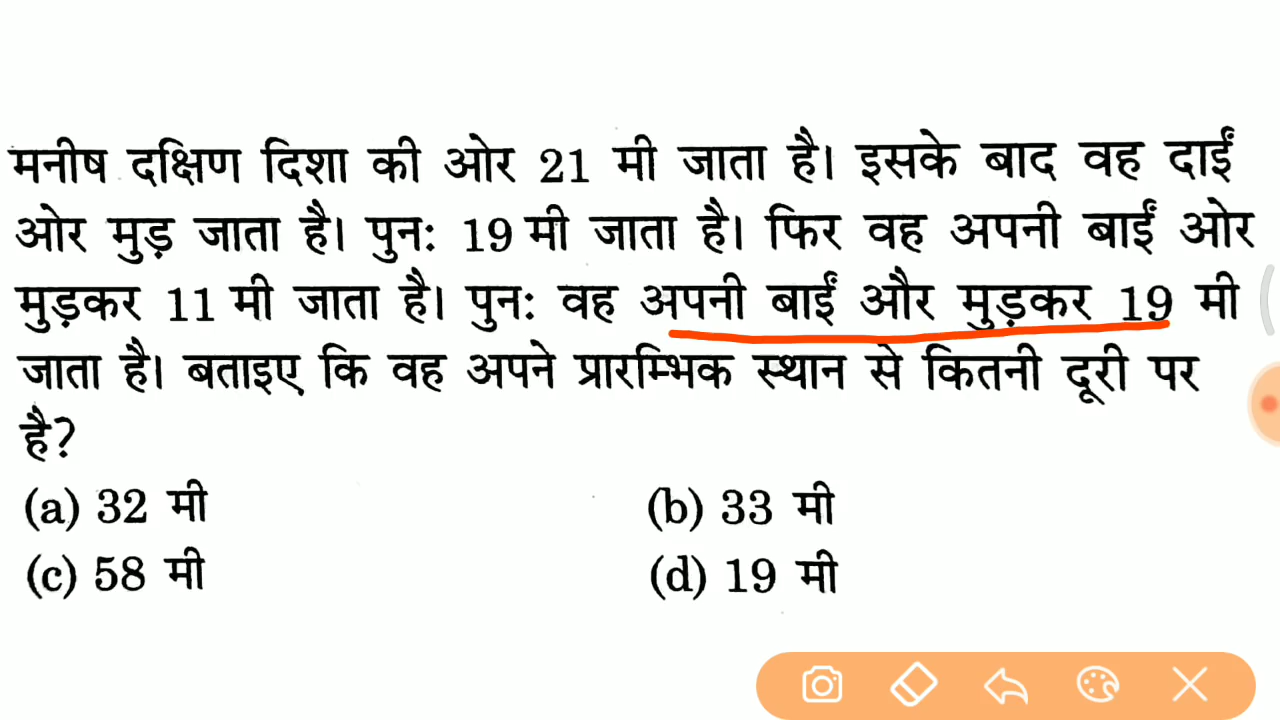 मनीष दक्षिण दिशा की ओर 21 मी जाता है। इसके बाद वह दाईं
ओर मुड़ जाता है। पुन: 19 मी जाता है। फिर वह अपनी बाईं ओर
मुड़कर 11 मी जाता है। पुन: वह अपनी बाईं और मुड़कर 19 मी
जाता है। बताइए कि वह अपने प्रारम्भिक स्थान से कितनी दूरी पर
है?
(a) 32 मी (b) 33 मी
(c) 58 मी (d) 19 मी